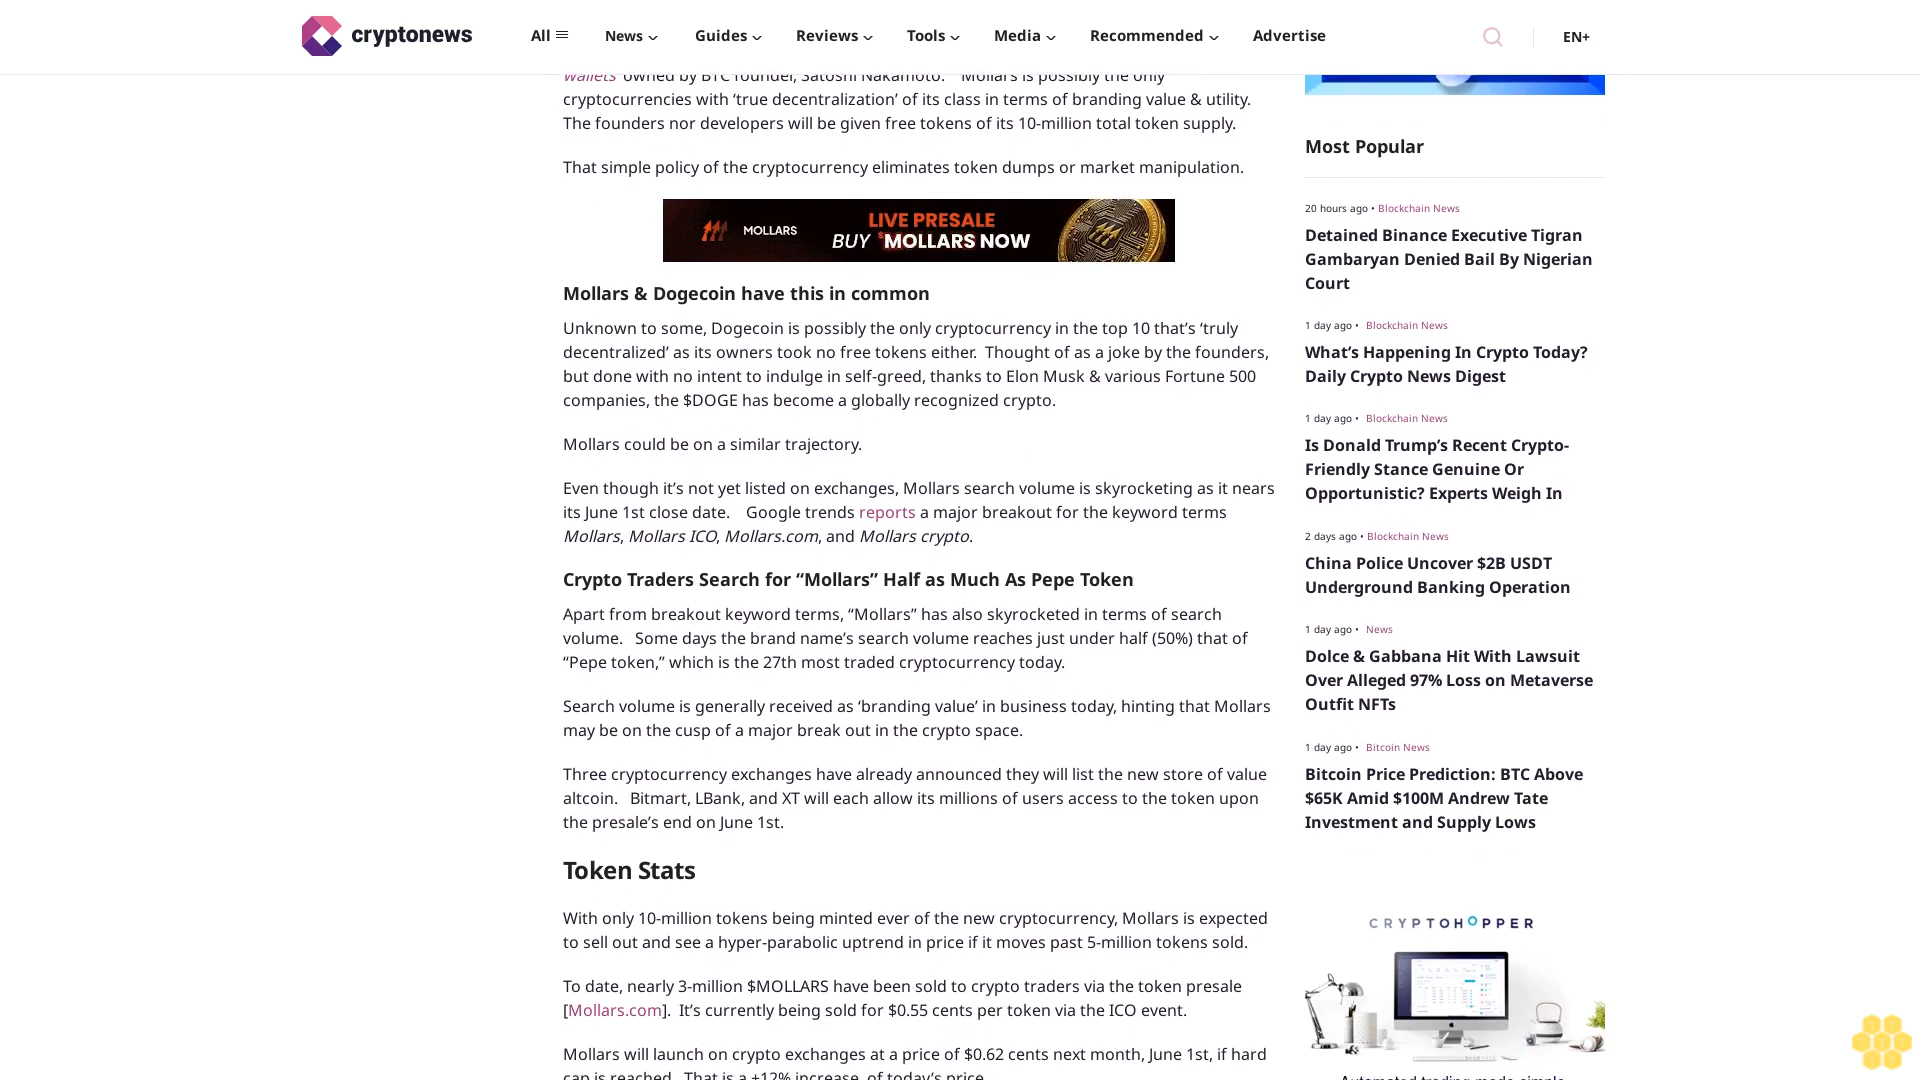 cryptonews
All
News
Guides
Reviews
Tools
Media
Recommended
Advertise
EN+
wallets’ owned by BTC founder, Satoshi Nakamoto.    Mollars is possibly the only
cryptocurrencies with ‘true decentralization’ of its class in terms of branding value & utility.
The founders nor developers will be given free tokens of its 10-million total token supply.
That simple policy of the cryptocurrency eliminates token dumps or market manipulation.
MOLLARS
LIVE PRESALE
BUY $MOLLARS NOW
Mollars & Dogecoin have this in common
Unknown to some, Dogecoin is possibly the only cryptocurrency in the top 10 that’s ‘truly
decentralized’ as its owners took no free tokens either.  Thought of as a joke by the founders,
but done with no intent to indulge in self-greed, thanks to Elon Musk & various Fortune 500
companies, the $DOGE has become a globally recognized crypto.
Mollars could be on a similar trajectory.
Even though it’s not yet listed on exchanges, Mollars search volume is skyrocketing as it nears
its June 1st close date.    Google trends reports a major breakout for the keyword terms
Mollars, Mollars ICO, Mollars.com, and Mollars crypto.
Crypto Traders Search for “Mollars” Half as Much As Pepe Token
Apart from breakout keyword terms, “Mollars” has also skyrocketed in terms of search
volume.   Some days the brand name’s search volume reaches just under half (50%) that of
“Pepe token,” which is the 27th most traded cryptocurrency today.
Search volume is generally received as ‘branding value’ in business today, hinting that Mollars
may be on the cusp of a major break out in the crypto space.
Three cryptocurrency exchanges have already announced they will list the new store of value
altcoin.   Bitmart, LBank, and XT will each allow its millions of users access to the token upon
the presale’s end on June 1st.
Token Stats
With only 10-million tokens being minted ever of the new cryptocurrency, Mollars is expected
to sell out and see a hyper-parabolic uptrend in price if it moves past 5-million tokens sold.
To date, nearly 3-million $MOLLARS have been sold to crypto traders via the token presale
[Mollars.com].  It’s currently being sold for $0.55 cents per token via the ICO event.
Mollars will launch on crypto exchanges at a price of $0.62 cents next month, June 1st, if hard
cap is reached.  That is a +12% increase, of today’s price.
Most Popular
20 hours ago • Blockchain News
Detained Binance Executive Tigran
Gambaryan Denied Bail By Nigerian
Court
1 day ago • Blockchain News
What’s Happening In Crypto Today?
Daily Crypto News Digest
1 day ago • Blockchain News
Is Donald Trump’s Recent Crypto-
Friendly Stance Genuine Or
Opportunistic? Experts Weigh In
2 days ago • Blockchain News
China Police Uncover $2B USDT
Underground Banking Operation
1 day ago • News
Dolce & Gabbana Hit With Lawsuit
Over Alleged 97% Loss on Metaverse
Outfit NFTs
1 day ago • Bitcoin News
Bitcoin Price Prediction: BTC Above
$65K Amid $100M Andrew Tate
Investment and Supply Lows
CRYPTOHOPPER
Automated trading made simple